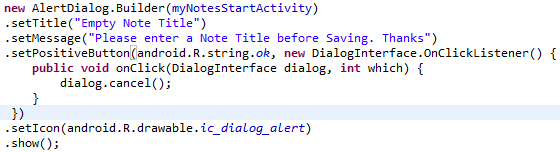 new AlertDialog.Builder(myNotesStartActivity)
.setTitle("Empty Note Title")
.setMessage("Please enter a Note Title before Saving. Thanks")
.setPositiveButton(android.R.string.ok, new DialogInterface.OnClickListener() {
    public void onClick(DialogInterface dialog, int which) {
        dialog.cancel();
    }
 })
.setIcon(android.R.drawable.ic_dialog_alert)
.show();